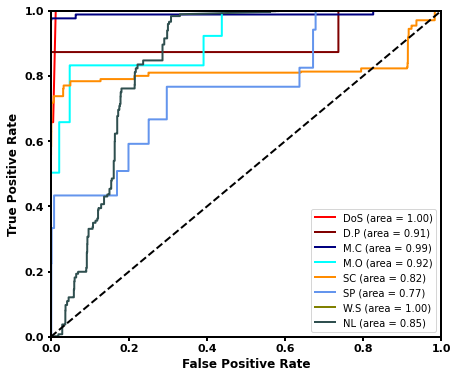 1.0
0.8
0.6
0.4
0.2
0.0
True Positive Rate
0.0 0.2 0.4 0.6 0.8 1.0
False Positive Rate
DoS (area = 1.00)
D.P (area = 0.91)
M.C (area = 0.99)
M.O (area = 0.92)
SC (area = 0.82)
SP (area = 0.77)
W.S (area = 1.00)
NL (area = 0.85)